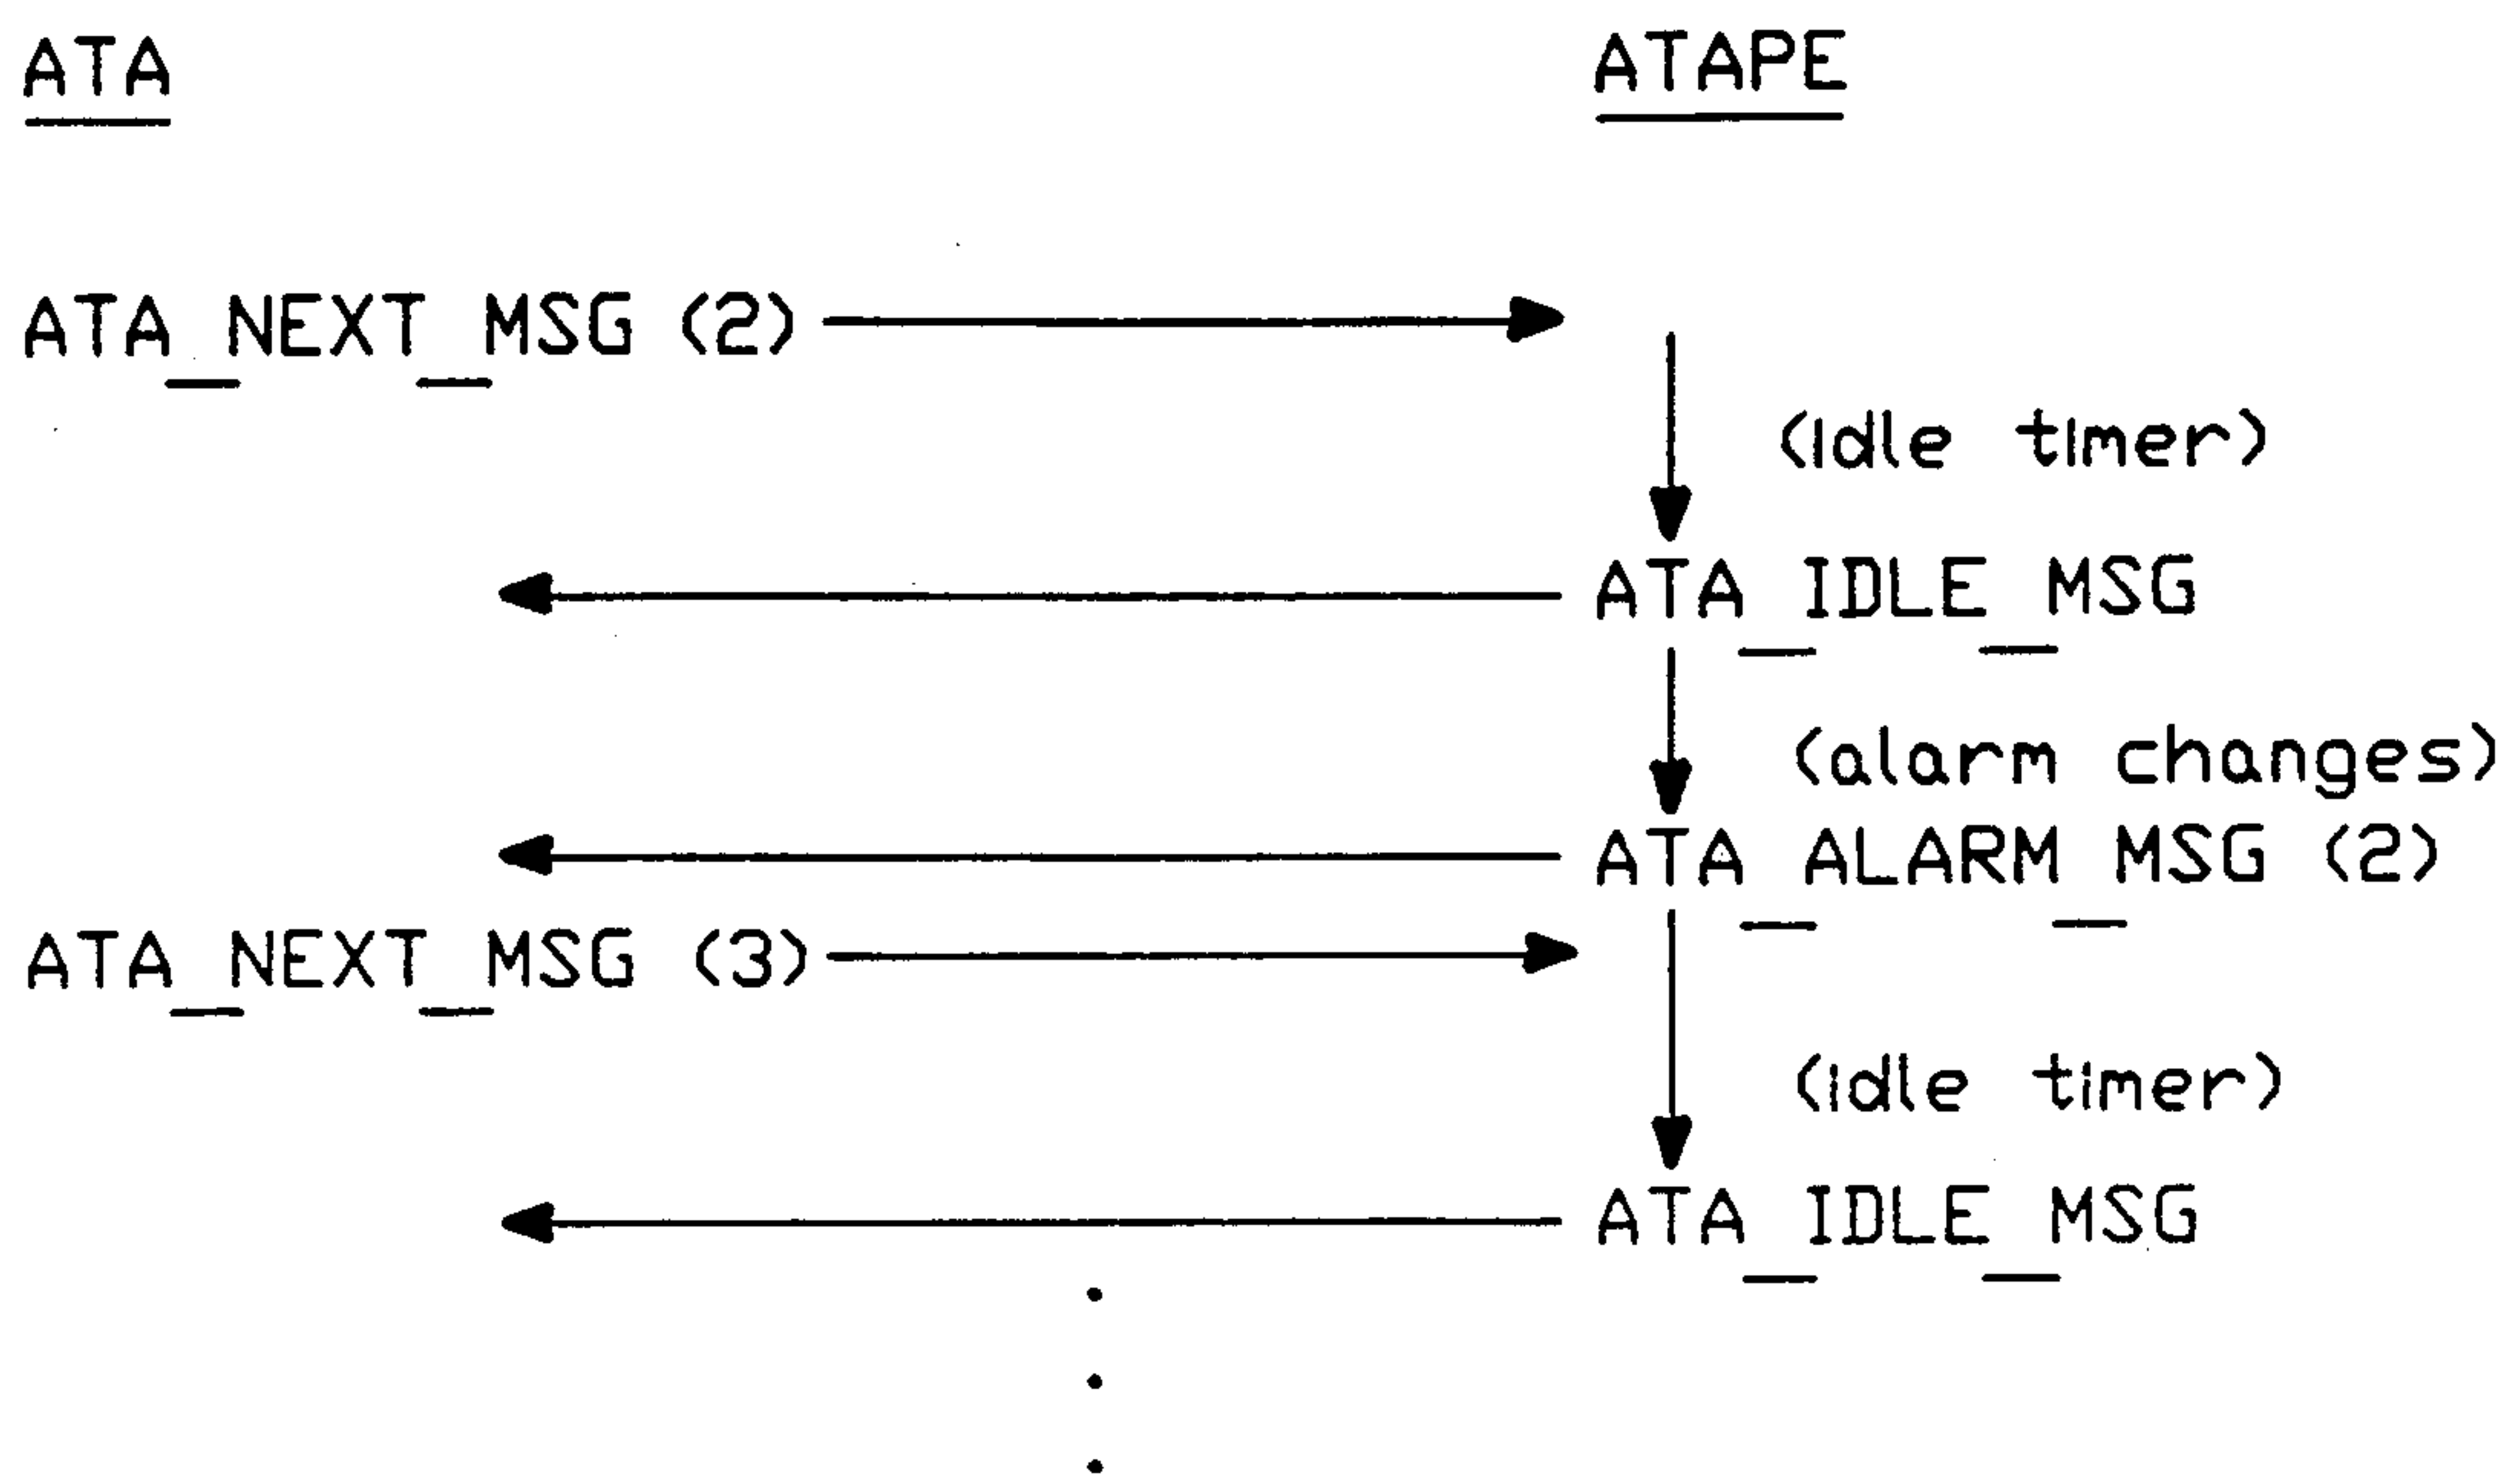 ATA ATAPE
ATA_NEXT_MSG (2)
(idle timer)
ATA_IDLE_MSG
(alarm changes)
ATA_ALARM_MSG (2)
ATA_NEXT_MSG (3)
(idle timer)
ATA_IDLE_MSG